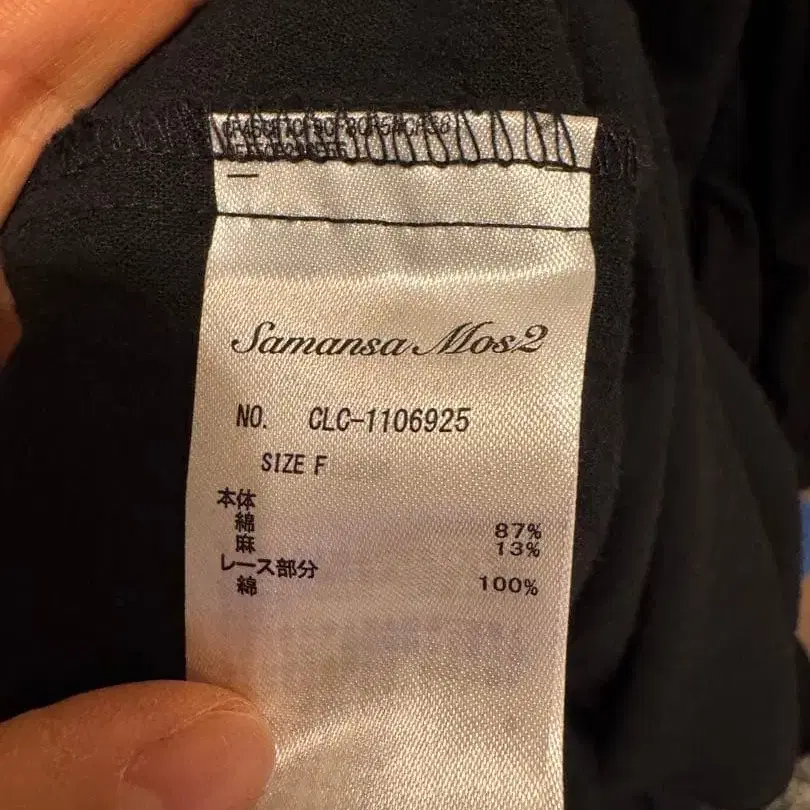 Samansa Mos2
NO. CLC-1106925
SIZE F
本体
綿 87%
麻 13%
レース部分
綿 100%